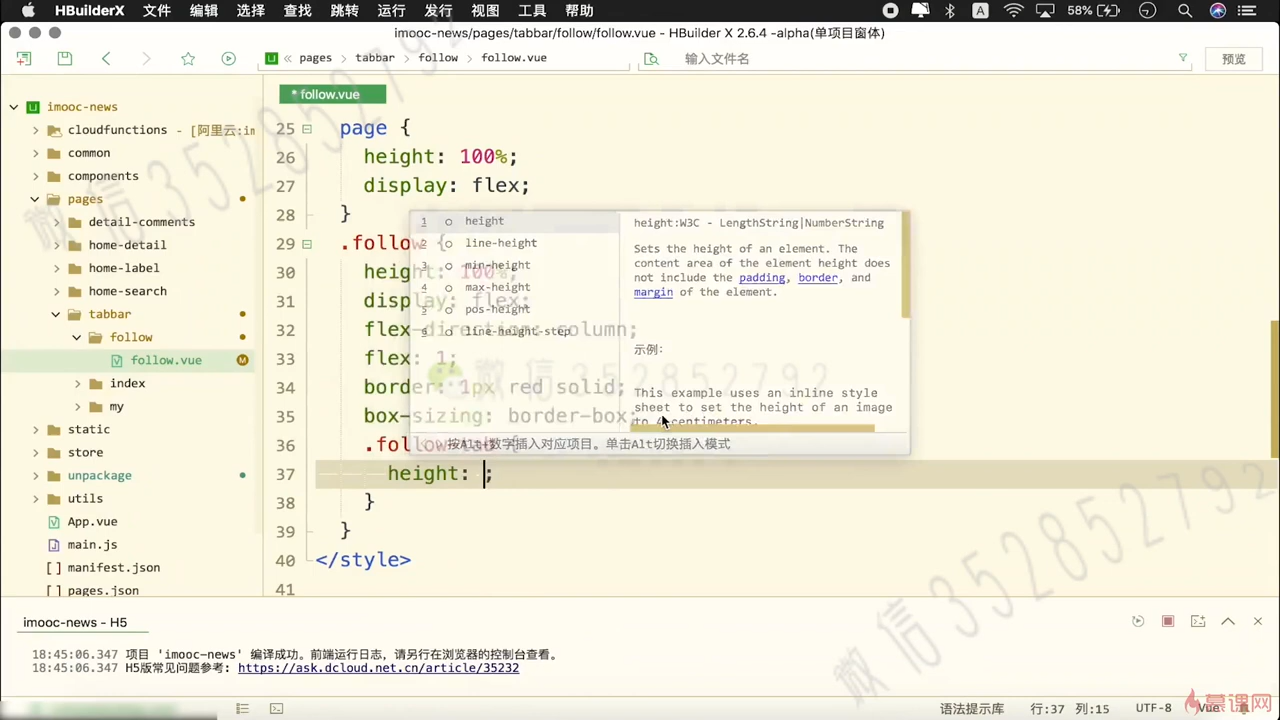 HBuilderX 文件 编辑 选择 查找 跳转 运行 发行 视图 工具 帮助 58%
imooc-news/pages/tabbar/follow/follow.vue - HBuilder X 2.6.4 -alpha(单项目窗体)
« pages > tabbar > follow > follow.vue 输入文件名 预览
imooc-news
cloudfunctions - [阿里云:im
common
components
pages
detail-comments
home-detail
home-label
home-search
tabbar
follow
follow.vue M
index
my
static
store
unpackage
utils
App.vue
main.js
manifest.json
pages.json
* follow.vue
25 page {
26 height: 100%;
27 display: flex;
28 }
29 .follow {
30 height: 100%;
31 display: flex;
32 flex-direction: column;
33 flex: 1;
34 border: 1px red solid;
35 box-sizing: border-box;
36 .follow {
37 height: ;
38 }
39 }
40 </style>
41
1 height
2 line-height
3 min-height
4 max-height
5 pos-height
line-height-step
height:W3C - LengthString|NumberString
Sets the height of an element. The
content area of the element height does
not include the padding, border, and
margin of the element.
示例:
This example uses an inline style
sheet to set the height of an image
to 4 centimeters.
按Alt+数字插入对应项目。单击Alt切换插入模式
imooc-news - H5
18:45:06.347 项目 'imooc-news' 编译成功。前端运行日志，请另行在浏览器的控制台查看。
18:45:06.347 H5版常见问题参考: https://ask.dcloud.net.cn/article/35232
语法提示库 行:37 列:15 UTF-8 Vue
慕课网
微信 352852792
微信 352852792
微信 352852792